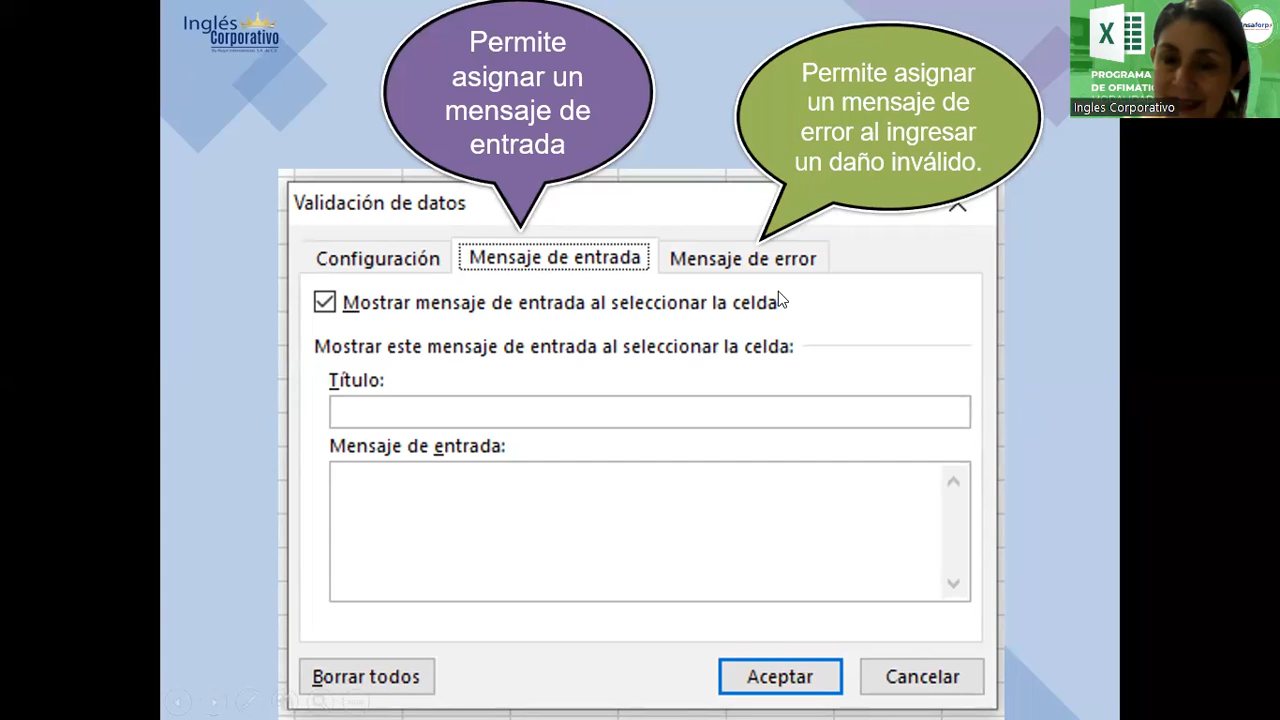 Inglés
Corporativo
Permite
asignar un
mensaje de
entrada
Permite asignar
un mensaje de
error al ingresar
un daño inválido.
X
PROGRAMA
DE OFIMÁTI
Ingles Corporativo
Insaforp
Validación de datos
Configuración
Mensaje de entrada
Mensaje de error
Mostrar mensaje de entrada al seleccionar la celda
Mostrar este mensaje de entrada al seleccionar la celda:
Título:
Mensaje de entrada:
Borrar todos
Aceptar
Cancelar